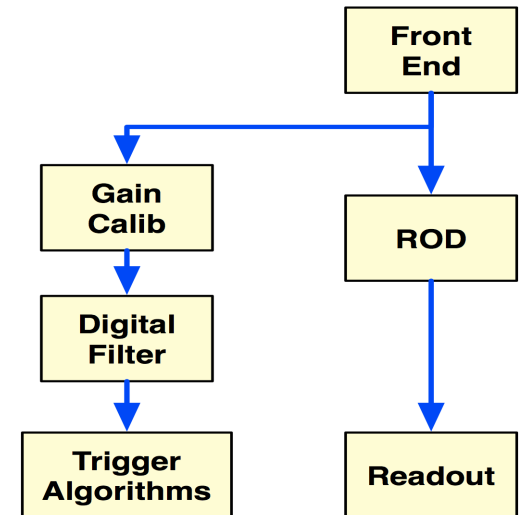 Front
End
Gain
Calib
ROD
Digital
Filter
Trigger
Algorithms
Readout